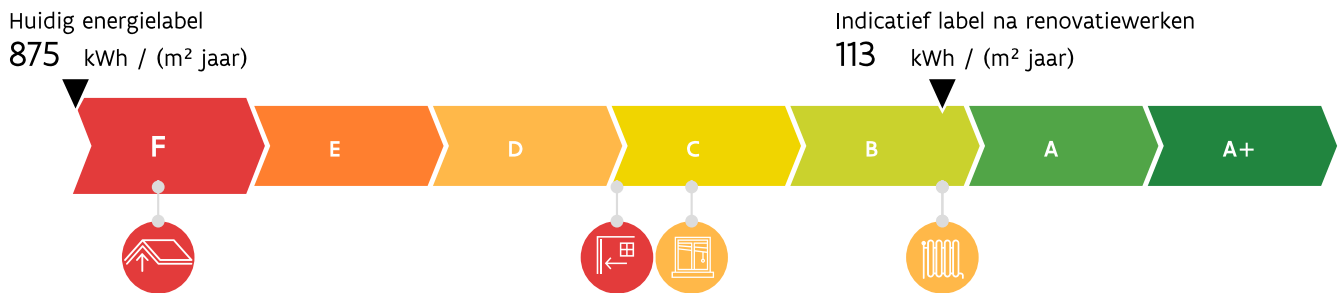 Huidig energielabel
875 kWh / (m² jaar)
Indicatief label na renovatiewerken
113 kWh / (m² jaar)
F E D C B A A+